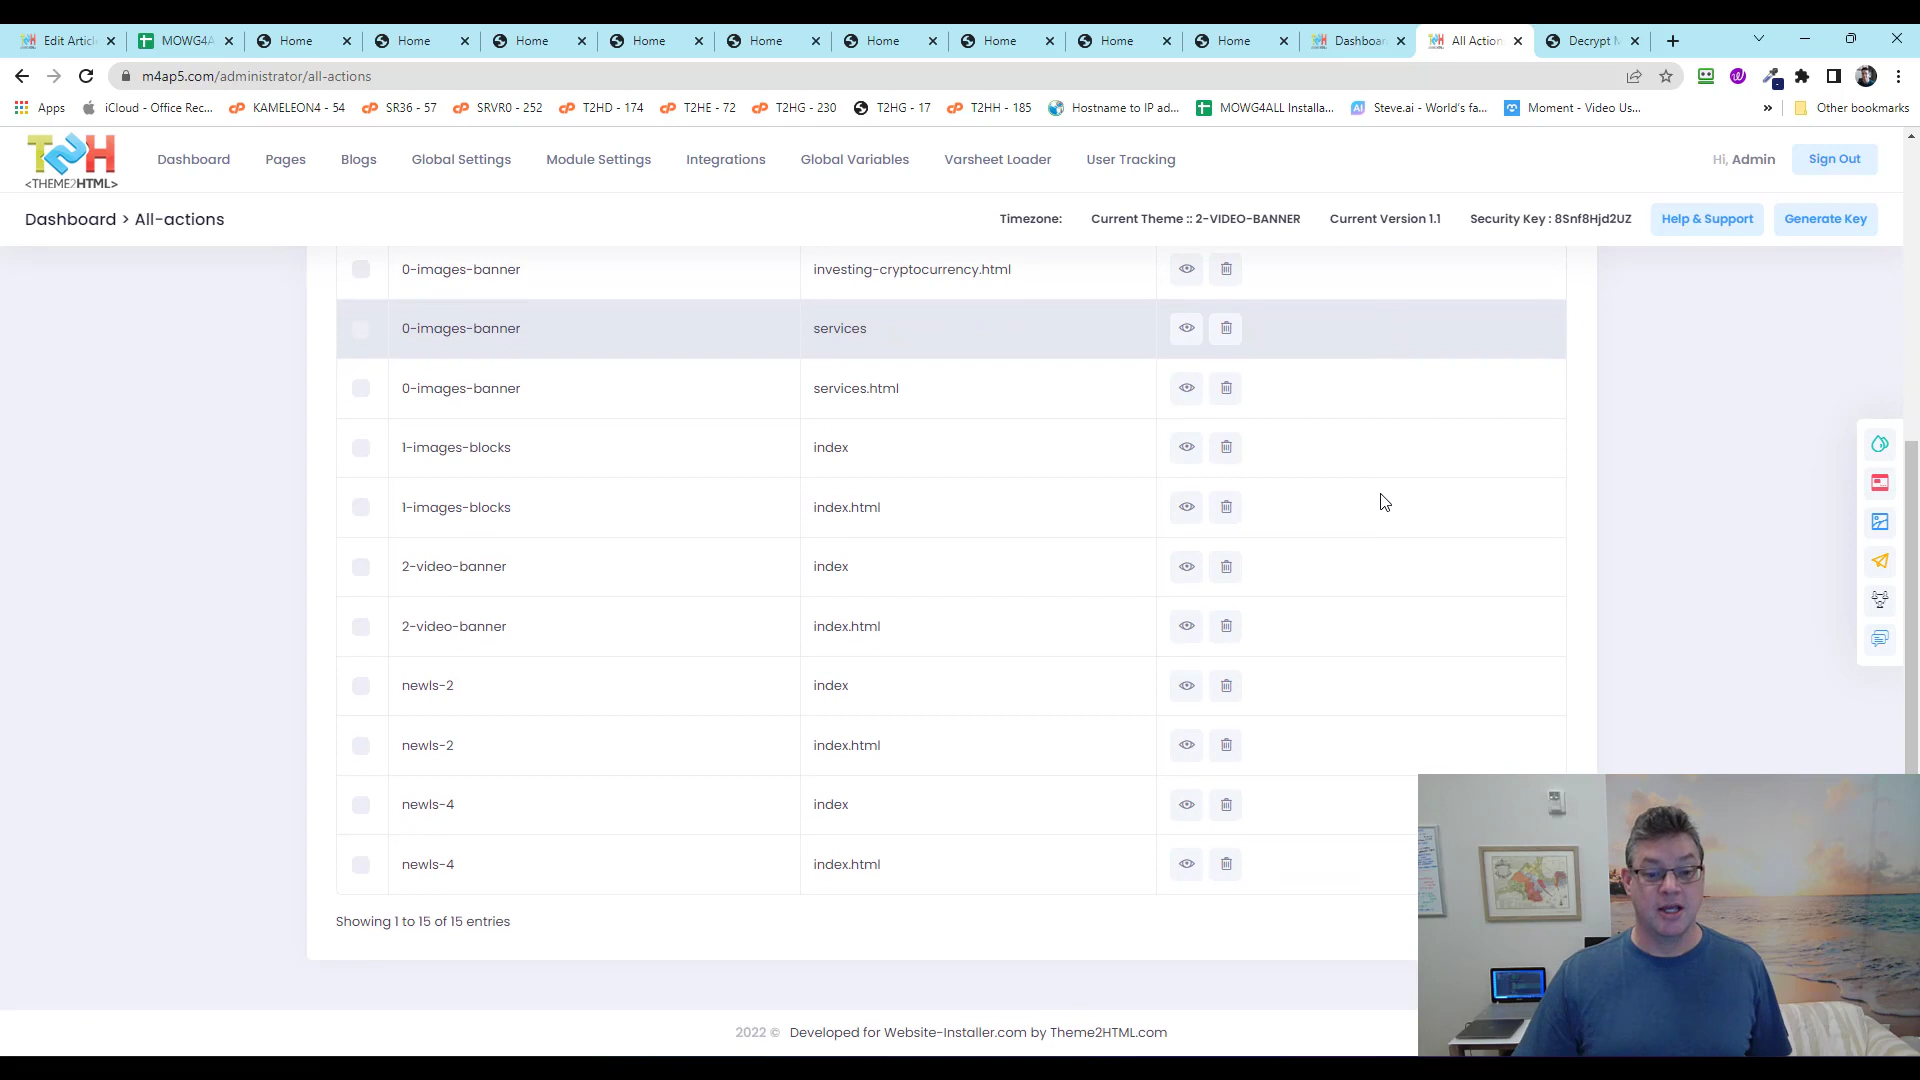 Edit Articl
MOWG4A
Home
Home
Home
Home
Home
Home
Home
Home
Home
Dashboar
All Action
Decrypt M
m4ap5.com/administrator/all-actions
Apps
iCloud - Office Rec...
KAMELEON4 - 54
SR36 - 57
SRVR0 - 252
T2HD - 174
T2HE - 72
T2HG - 230
T2HG - 17
T2HH - 185
Hostname to IP ad...
MOWG4ALL Installa...
Steve.ai - World's fa...
Moment - Video Us...
»
Other bookmarks
T2H
<THEME2HTML>
Dashboard
Pages
Blogs
Global Settings
Module Settings
Integrations
Global Variables
Varsheet Loader
User Tracking
Hi, Admin
Sign Out
Dashboard > All-actions
Timezone:
Current Theme :: 2-VIDEO-BANNER
Current Version 1.1
Security Key : 8Snf8Hjd2UZ
Help & Support
Generate Key
0-images-banner
investing-cryptocurrency.html
0-images-banner
services
0-images-banner
services.html
1-images-blocks
index
1-images-blocks
index.html
2-video-banner
index
2-video-banner
index.html
newls-2
index
newls-2
index.html
newls-4
index
newls-4
index.html
Showing 1 to 15 of 15 entries
2022 © Developed for Website-Installer.com by Theme2HTML.com